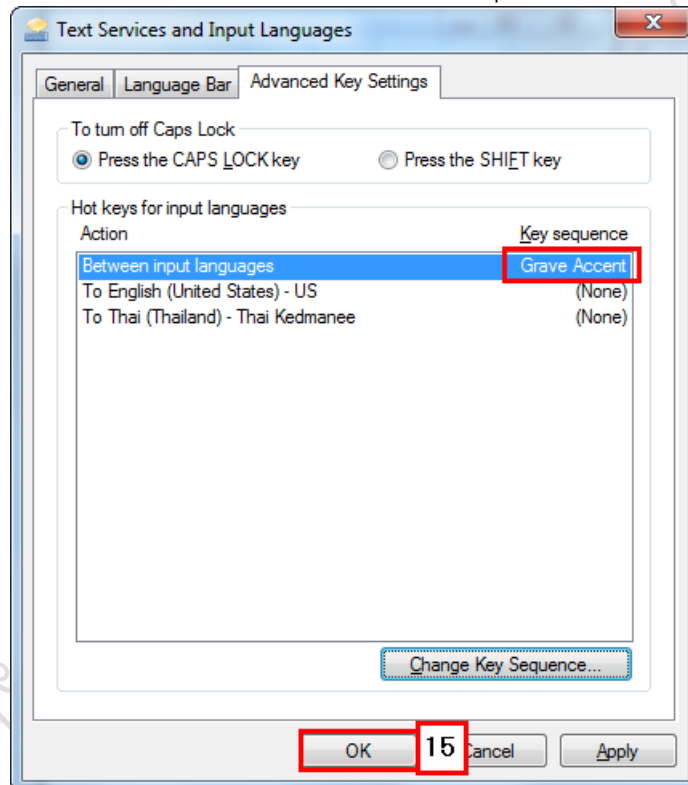 Text Services and Input Languages
General Language Bar Advanced Key Settings
To turn off Caps Lock
Press the CAPS LOCK key Press the SHIFT key
Hot keys for input languages
Action Key sequence
Between input languages Grave Accent
To English (United States) - US (None)
To Thai (Thailand) - Thai Kedmanee (None)
Change Key Sequence...
OK 15 Cancel Apply